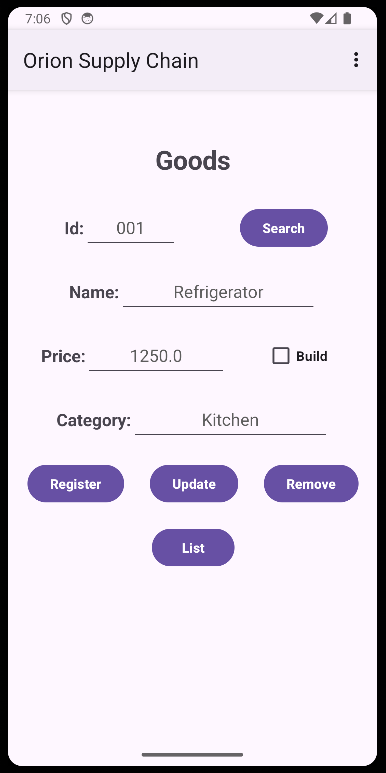 7:06
Orion Supply Chain
Goods
Id: 001 Search
Name: Refrigerator
Price: 1250.0 Build
Category: Kitchen
Register Update Remove
List